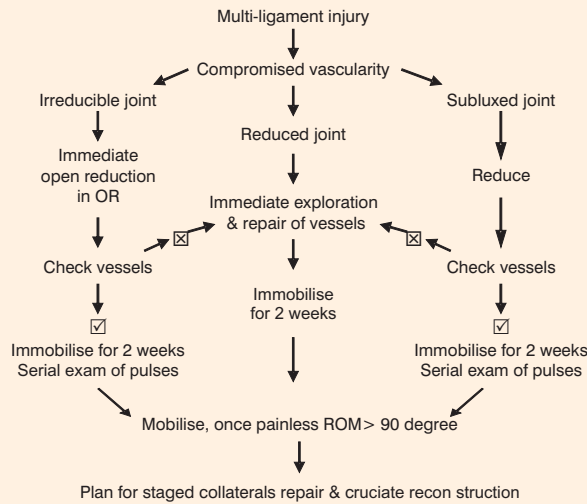 Multi-ligament injury
Compromised vascularity
Irreducible joint
Subluxed joint
Reduced joint
Immediate
open reduction
in OR
Reduce
Immediate exploration
& repair of vessels
☒
☒
Check vessels
Check vessels
Immobilise
for 2 weeks
☑
☑
Immobilise for 2 weeks
Serial exam of pulses
Immobilise for 2 weeks
Serial exam of pulses
Mobilise, once painless ROM> 90 degree
Plan for staged collaterals repair & cruciate recon struction